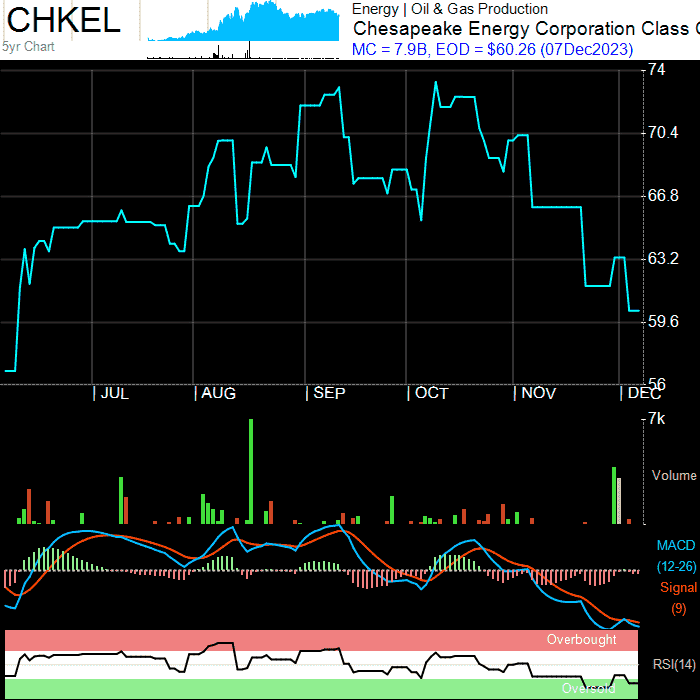 CHKEL
5yr Chart
Energy | Oil & Gas Production
Chesapeake Energy Corporation Class
MC = 7.9B, EOD = $60.26 (07Dec2023)
74
70.4
66.8
63.2
59.6
56
JUL AUG SEP OCT NOV DEC
7k
Volume
MACD
(12-26)
Signal
(9)
Overbought
RSI(14)
Oversold